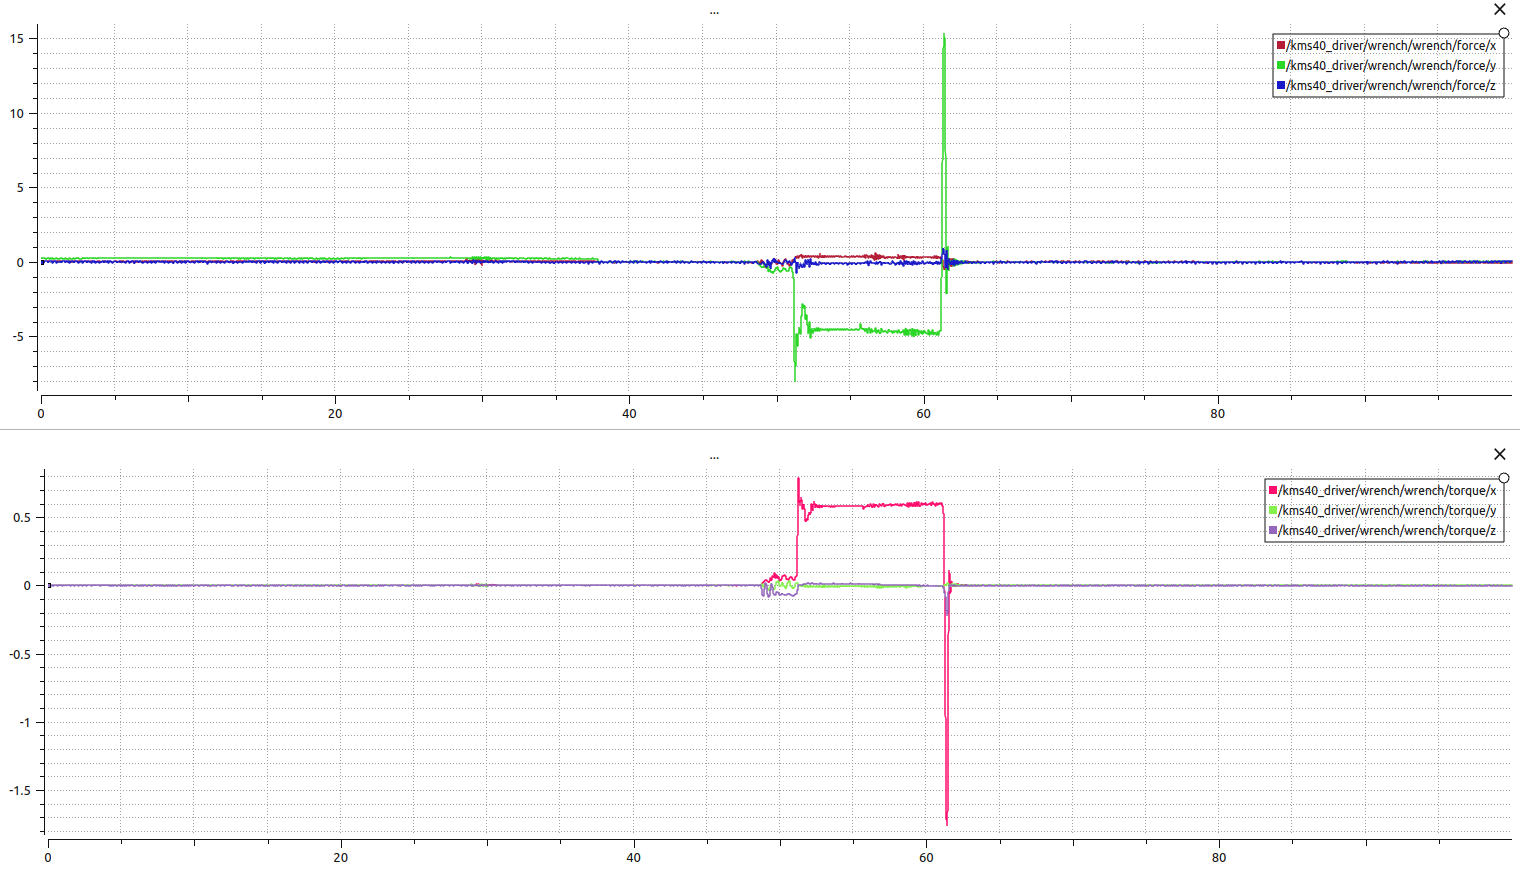 ...
/kms40_driver/wrench/wrench/force/x
/kms40_driver/wrench/wrench/force/y
/kms40_driver/wrench/wrench/force/z
15
10
5
0
-5
0 20 40 60 80
...
/kms40_driver/wrench/wrench/torque/x
/kms40_driver/wrench/wrench/torque/y
/kms40_driver/wrench/wrench/torque/z
0.5
0
-0.5
-1
-1.5
0 20 40 60 80